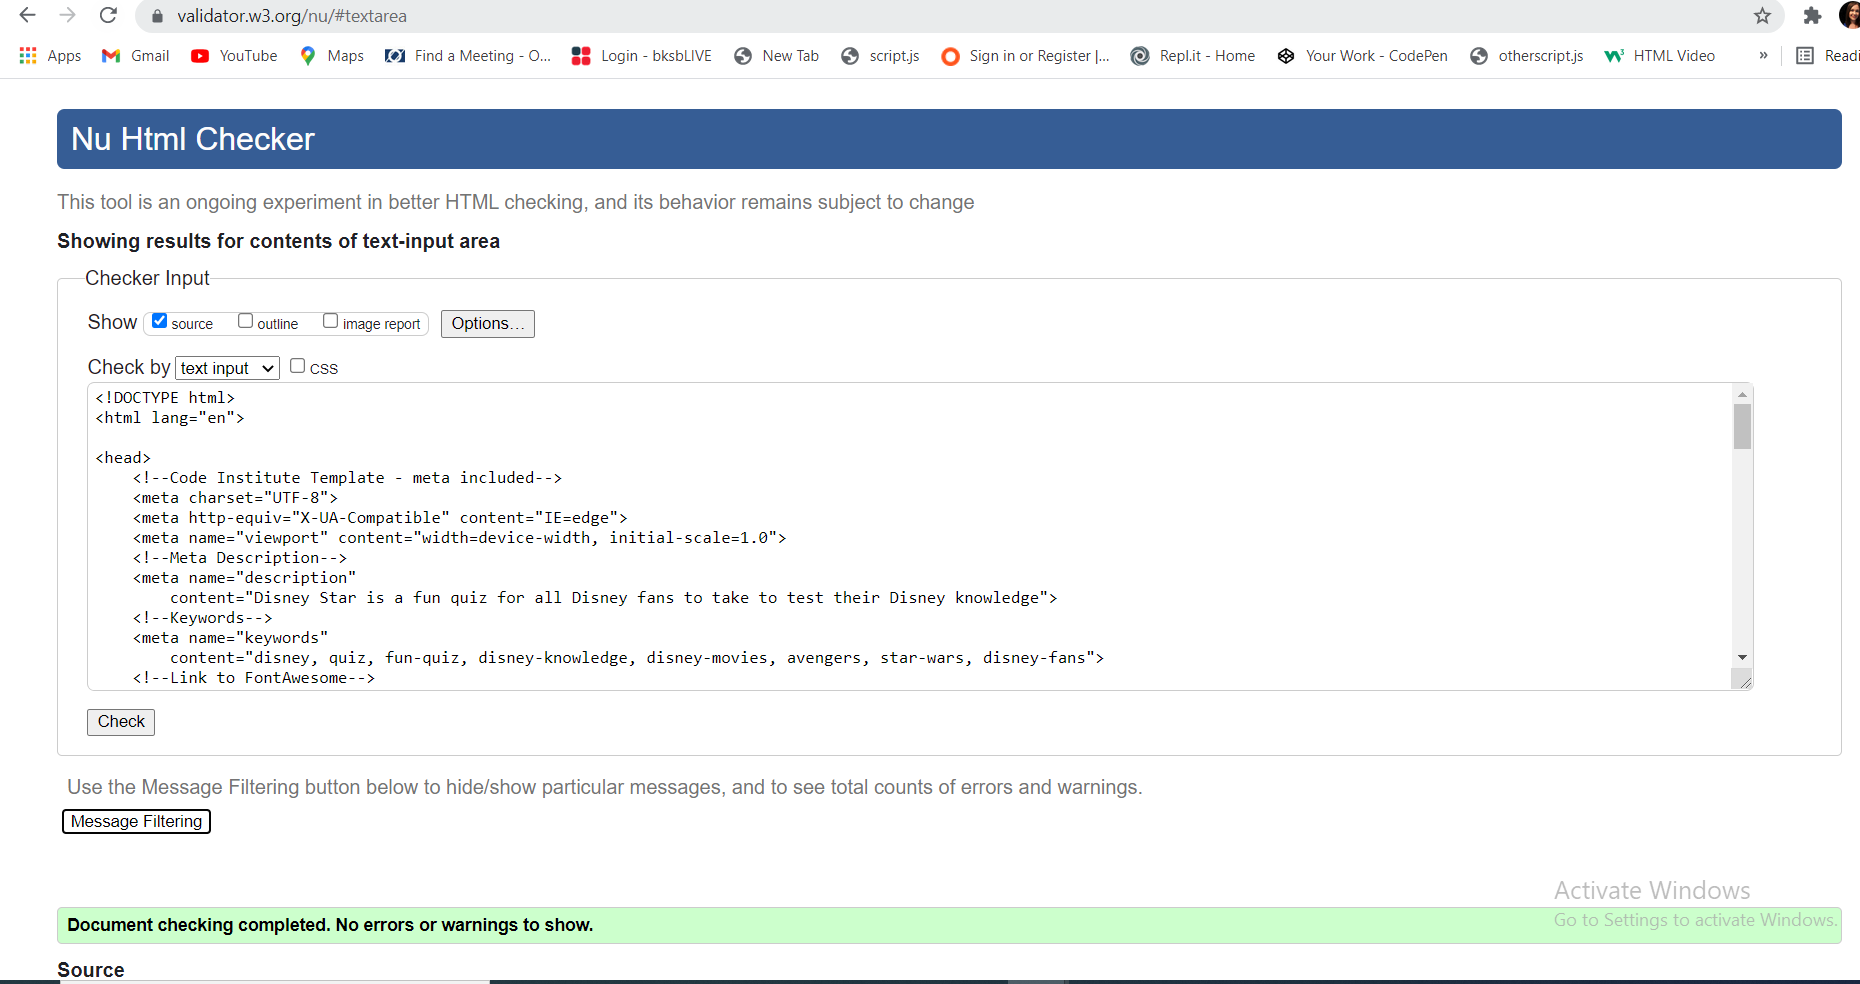 validator.w3.org/nu/#textarea
Apps Gmail YouTube Maps Find a Meeting - O... Login - bksbLIVE New Tab script.js Sign in or Register |... Repl.it - Home Your Work - CodePen otherscript.js HTML Video » Readi
Nu Html Checker
This tool is an ongoing experiment in better HTML checking, and its behavior remains subject to change
Showing results for contents of text-input area
Checker Input
Show source outline image report Options...
Check by text input CSS
<!DOCTYPE html>
<html lang="en">
<head>
<!--Code Institute Template - meta included-->
<meta charset="UTF-8">
<meta http-equiv="X-UA-Compatible" content="IE=edge">
<meta name="viewport" content="width=device-width, initial-scale=1.0">
<!--Meta Description-->
<meta name="description"
content="Disney Star is a fun quiz for all Disney fans to take to test their Disney knowledge">
<!--Keywords-->
<meta name="keywords"
content="disney, quiz, fun-quiz, disney-knowledge, disney-movies, avengers, star-wars, disney-fans">
<!--Link to FontAwesome-->
Check
Use the Message Filtering button below to hide/show particular messages, and to see total counts of errors and warnings.
Message Filtering
Activate Windows
Go to Settings to activate Windows.
Document checking completed. No errors or warnings to show.
Source